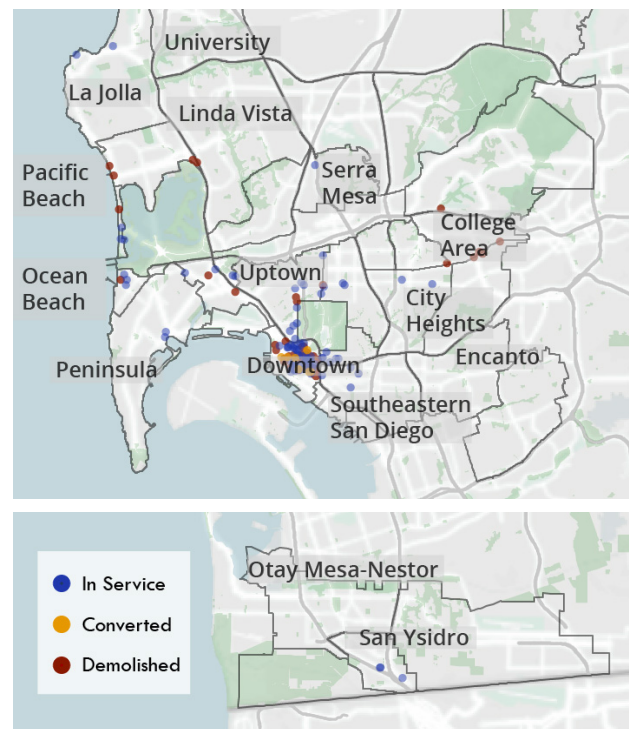 University
La Jolla
Linda Vista
Pacific
Beach
Serra
Mesa
College
Area
Ocean
Beach
Uptown
City
Heights
Peninsula
Downtown
Encanto
Southeastern
San Diego
Otay Mesa-Nestor
In Service
Converted
San Ysidro
Demolished